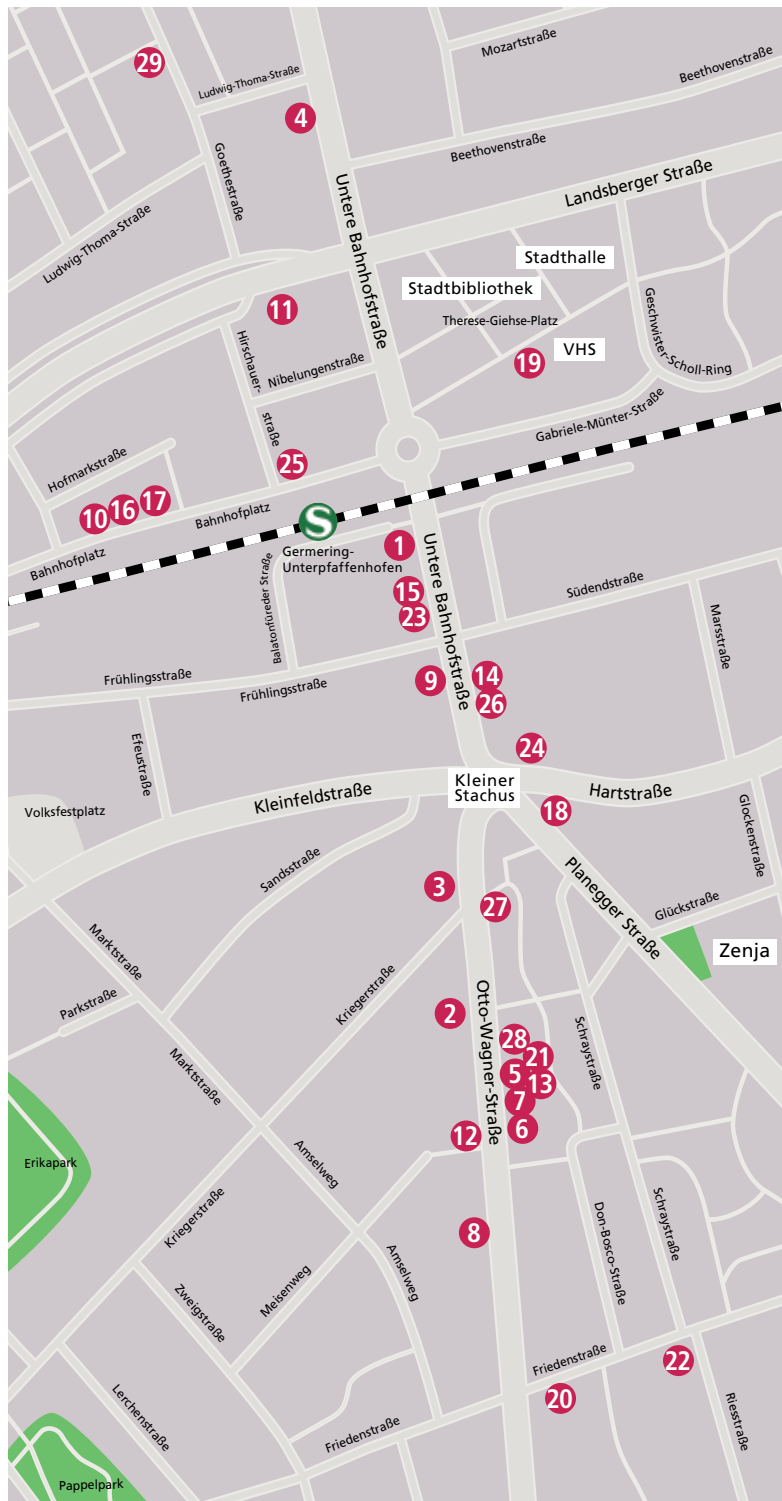 Mozartstraße
29
Ludwig-Thoma-Straße
Beethovenstraße
4
Beethovenstraße
Goethestraße
Untere Bahnhofstraße
Landsberger Straße
Ludwig-Thoma-Straße
Stadthalle
Stadtbibliothek
11
Therese-Giehse-Platz
Geschwister-Scholl-Ring
Hirschauer-
straße
Nibelungenstraße
19
VHS
Gabriele-Münter-Straße
Hofmarkstraße
25
10
16
17
Bahnhofplatz
S
Bahnhofplatz
Germering-
Unterpfaffenhofen
1
Untere Bahnhofstraße
Balatonfüreder Straße
15
23
Südendstraße
Marsstraße
Frühlingsstraße
Frühlingsstraße
9
14
26
Efeustraße
24
Kleiner
Stachus
Kleinfeldstraße
Hartstraße
Volksfestplatz
18
Glockenstraße
Sandsstraße
Planegger Straße
3
27
Glückstraße
Marktstraße
Zenja
Kriegerstraße
Parkstraße
2
Otto-Wagner-Straße
Schraystraße
28
21
5
13
7
6
12
Marktstraße
Amselweg
Erikapark
Kriegerstraße
8
Don-Bosco-Straße
Schraystraße
Meisenweg
Amselweg
Zweigstraße
Friedenstraße
22
20
Lerchenstraße
Friedenstraße
Riesstraße
Pappelpark